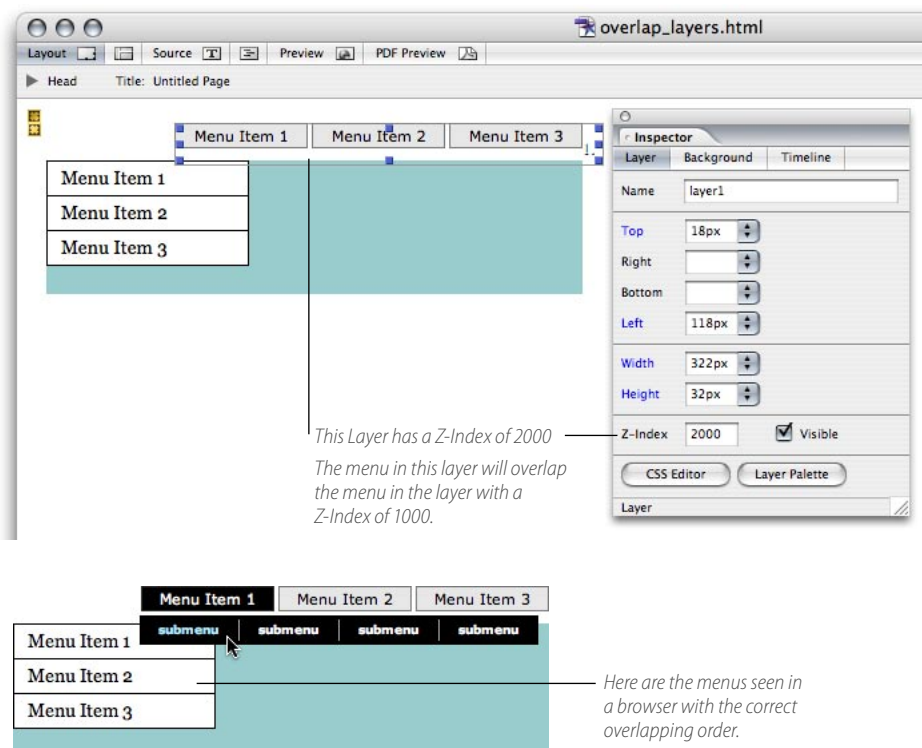 overlap_layers.html
Layout Source T Preview PDF Preview
Head Title: Untitled Page
Menu Item 1 Menu Item 2 Menu Item 3
Menu Item 1
Menu Item 2
Menu Item 3
Inspector
Layer Background Timeline
Name layer1
Top 18px
Right
Bottom
Left 118px
Width 322px
Height 32px
Z-Index 2000 Visible
CSS Editor Layer Palette
Layer
This Layer has a Z-Index of 2000
The menu in this layer will overlap
the menu in the layer with a
Z-Index of 1000.
Menu Item 1 Menu Item 2 Menu Item 3
submenu submenu submenu submenu
Menu Item 1
Menu Item 2
Menu Item 3
Here are the menus seen in
a browser with the correct
overlapping order.